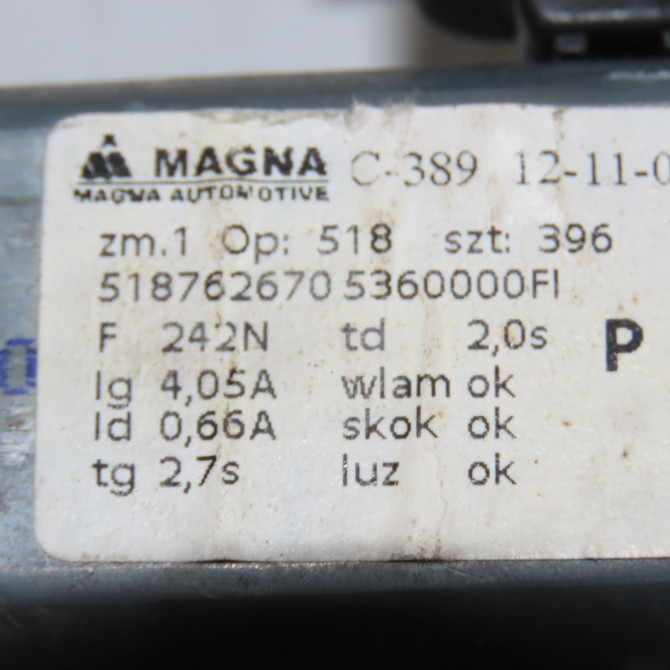 MAGNA C-389 12-11-0
MAGNA AUTOMOTIVE
zm.1 Op: 518 szt: 396
518762670 5360000FI
F 242N td 2,0s P
Ig 4,05A wlam ok
Id 0,66A skok ok
tg 2,7s luz ok